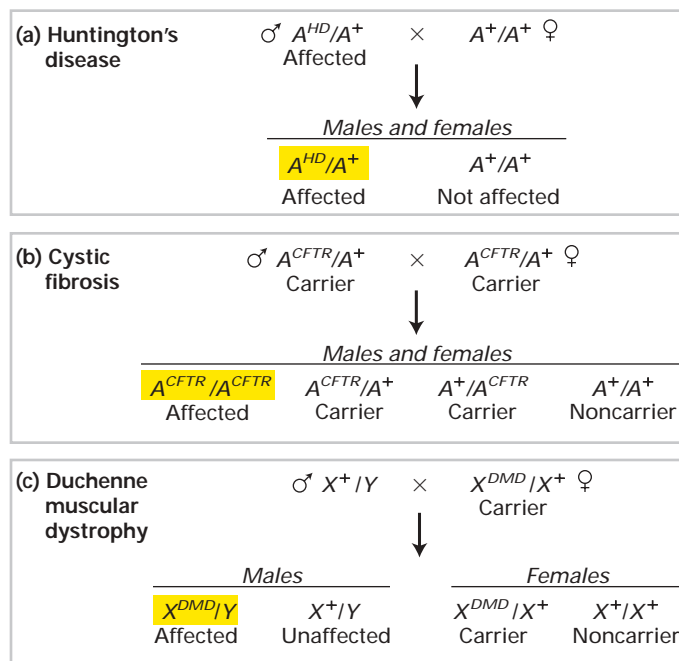 (a) Huntington's disease
♂ A^HD/A^+ × A^+/A^+ ♀
Affected
Males and females
A^HD/A^+ A^+/A^+
Affected Not affected
(b) Cystic fibrosis
♂ A^CFTR/A^+ × A^CFTR/A^+ ♀
Carrier Carrier
Males and females
A^CFTR/A^CFTR A^CFTR/A^+ A^+/A^CFTR A^+/A^+
Affected Carrier Carrier Noncarrier
(c) Duchenne muscular dystrophy
♂ X^+/Y × X^DMD/X^+ ♀
Carrier
Males Females
X^DMD/Y X^+/Y X^DMD/X^+ X^+/X^+
Affected Unaffected Carrier Noncarrier